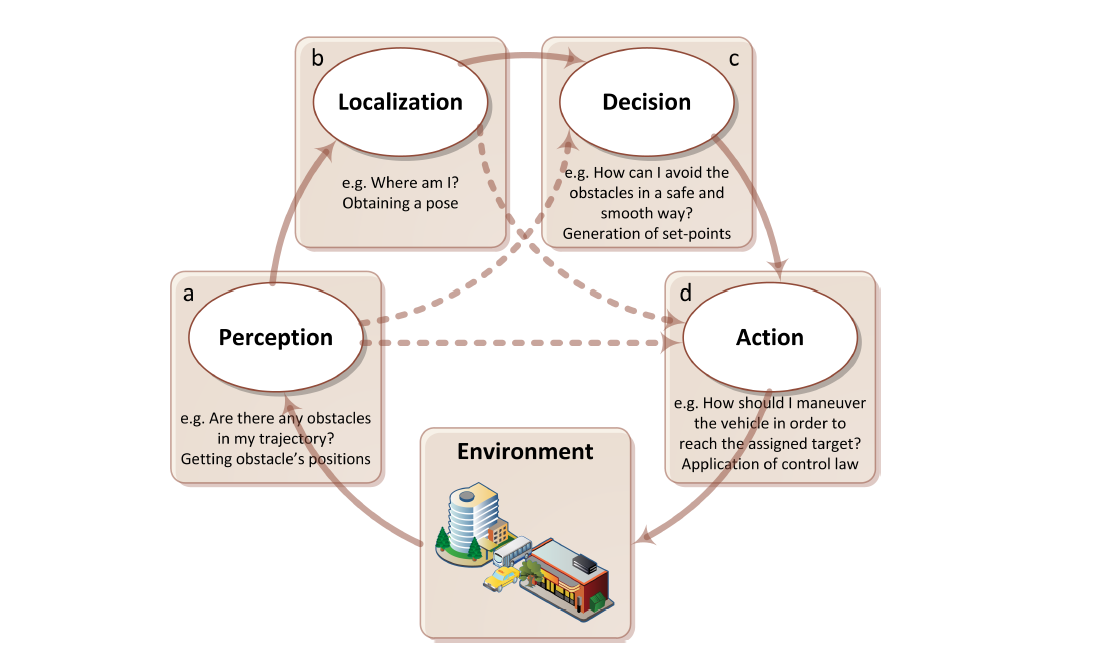 b
Localization
e.g. Where am I?
Obtaining a pose
c
Decision
e.g. How can I avoid the
obstacles in a safe and
smooth way?
Generation of set-points
a
Perception
e.g. Are there any obstacles
in my trajectory?
Getting obstacle’s positions
d
Action
e.g. How should I maneuver
the vehicle in order to
reach the assigned target?
Application of control law
Environment